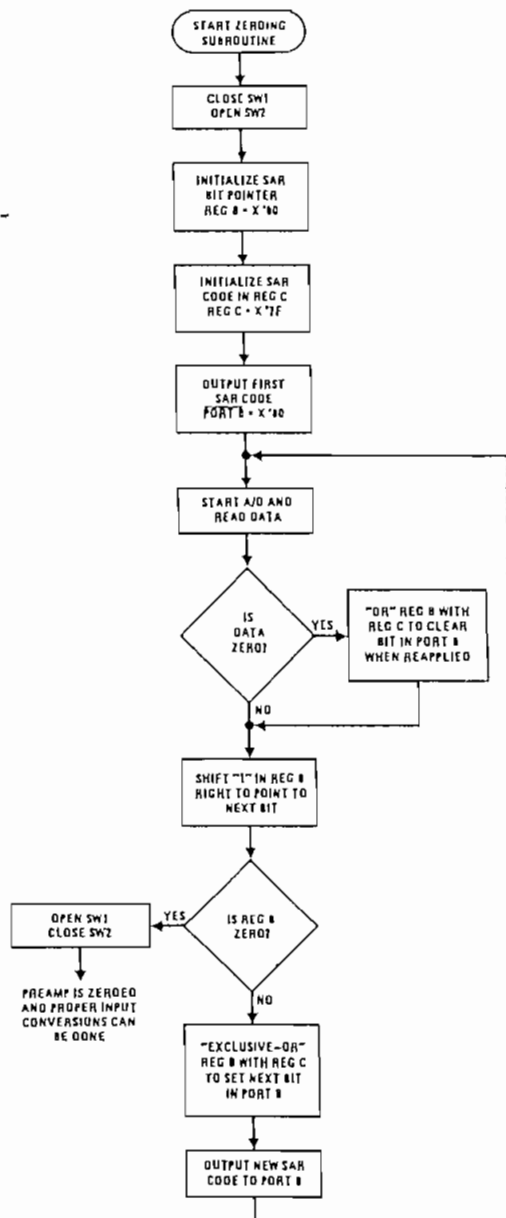 START ZEROING
SUBROUTINE
CLOSE SW1
OPEN SW2
INITIALIZE SAR
BIT POINTER
REG B = X'80
INITIALIZE SAR
CODE IN REG C
REG C = X'7F
OUTPUT FIRST
SAR CODE
PORT B = X'80
START A/D AND
READ DATA
IS
DATA
ZERO?
YES
"OR" REG B WITH
REG C TO CLEAR
BIT IN PORT B
WHEN REAPPLIED
NO
SHIFT "1" IN REG B
RIGHT TO POINT TO
NEXT BIT
IS REG B
ZERO?
YES
OPEN SW1
CLOSE SW2
PREAMP IS ZEROED
AND PROPER INPUT
CONVERSIONS CAN
BE DONE
NO
"EXCLUSIVE-OR"
REG B WITH REG C
TO SET NEXT BIT
IN PORT B
OUTPUT NEW SAR
CODE TO PORT B